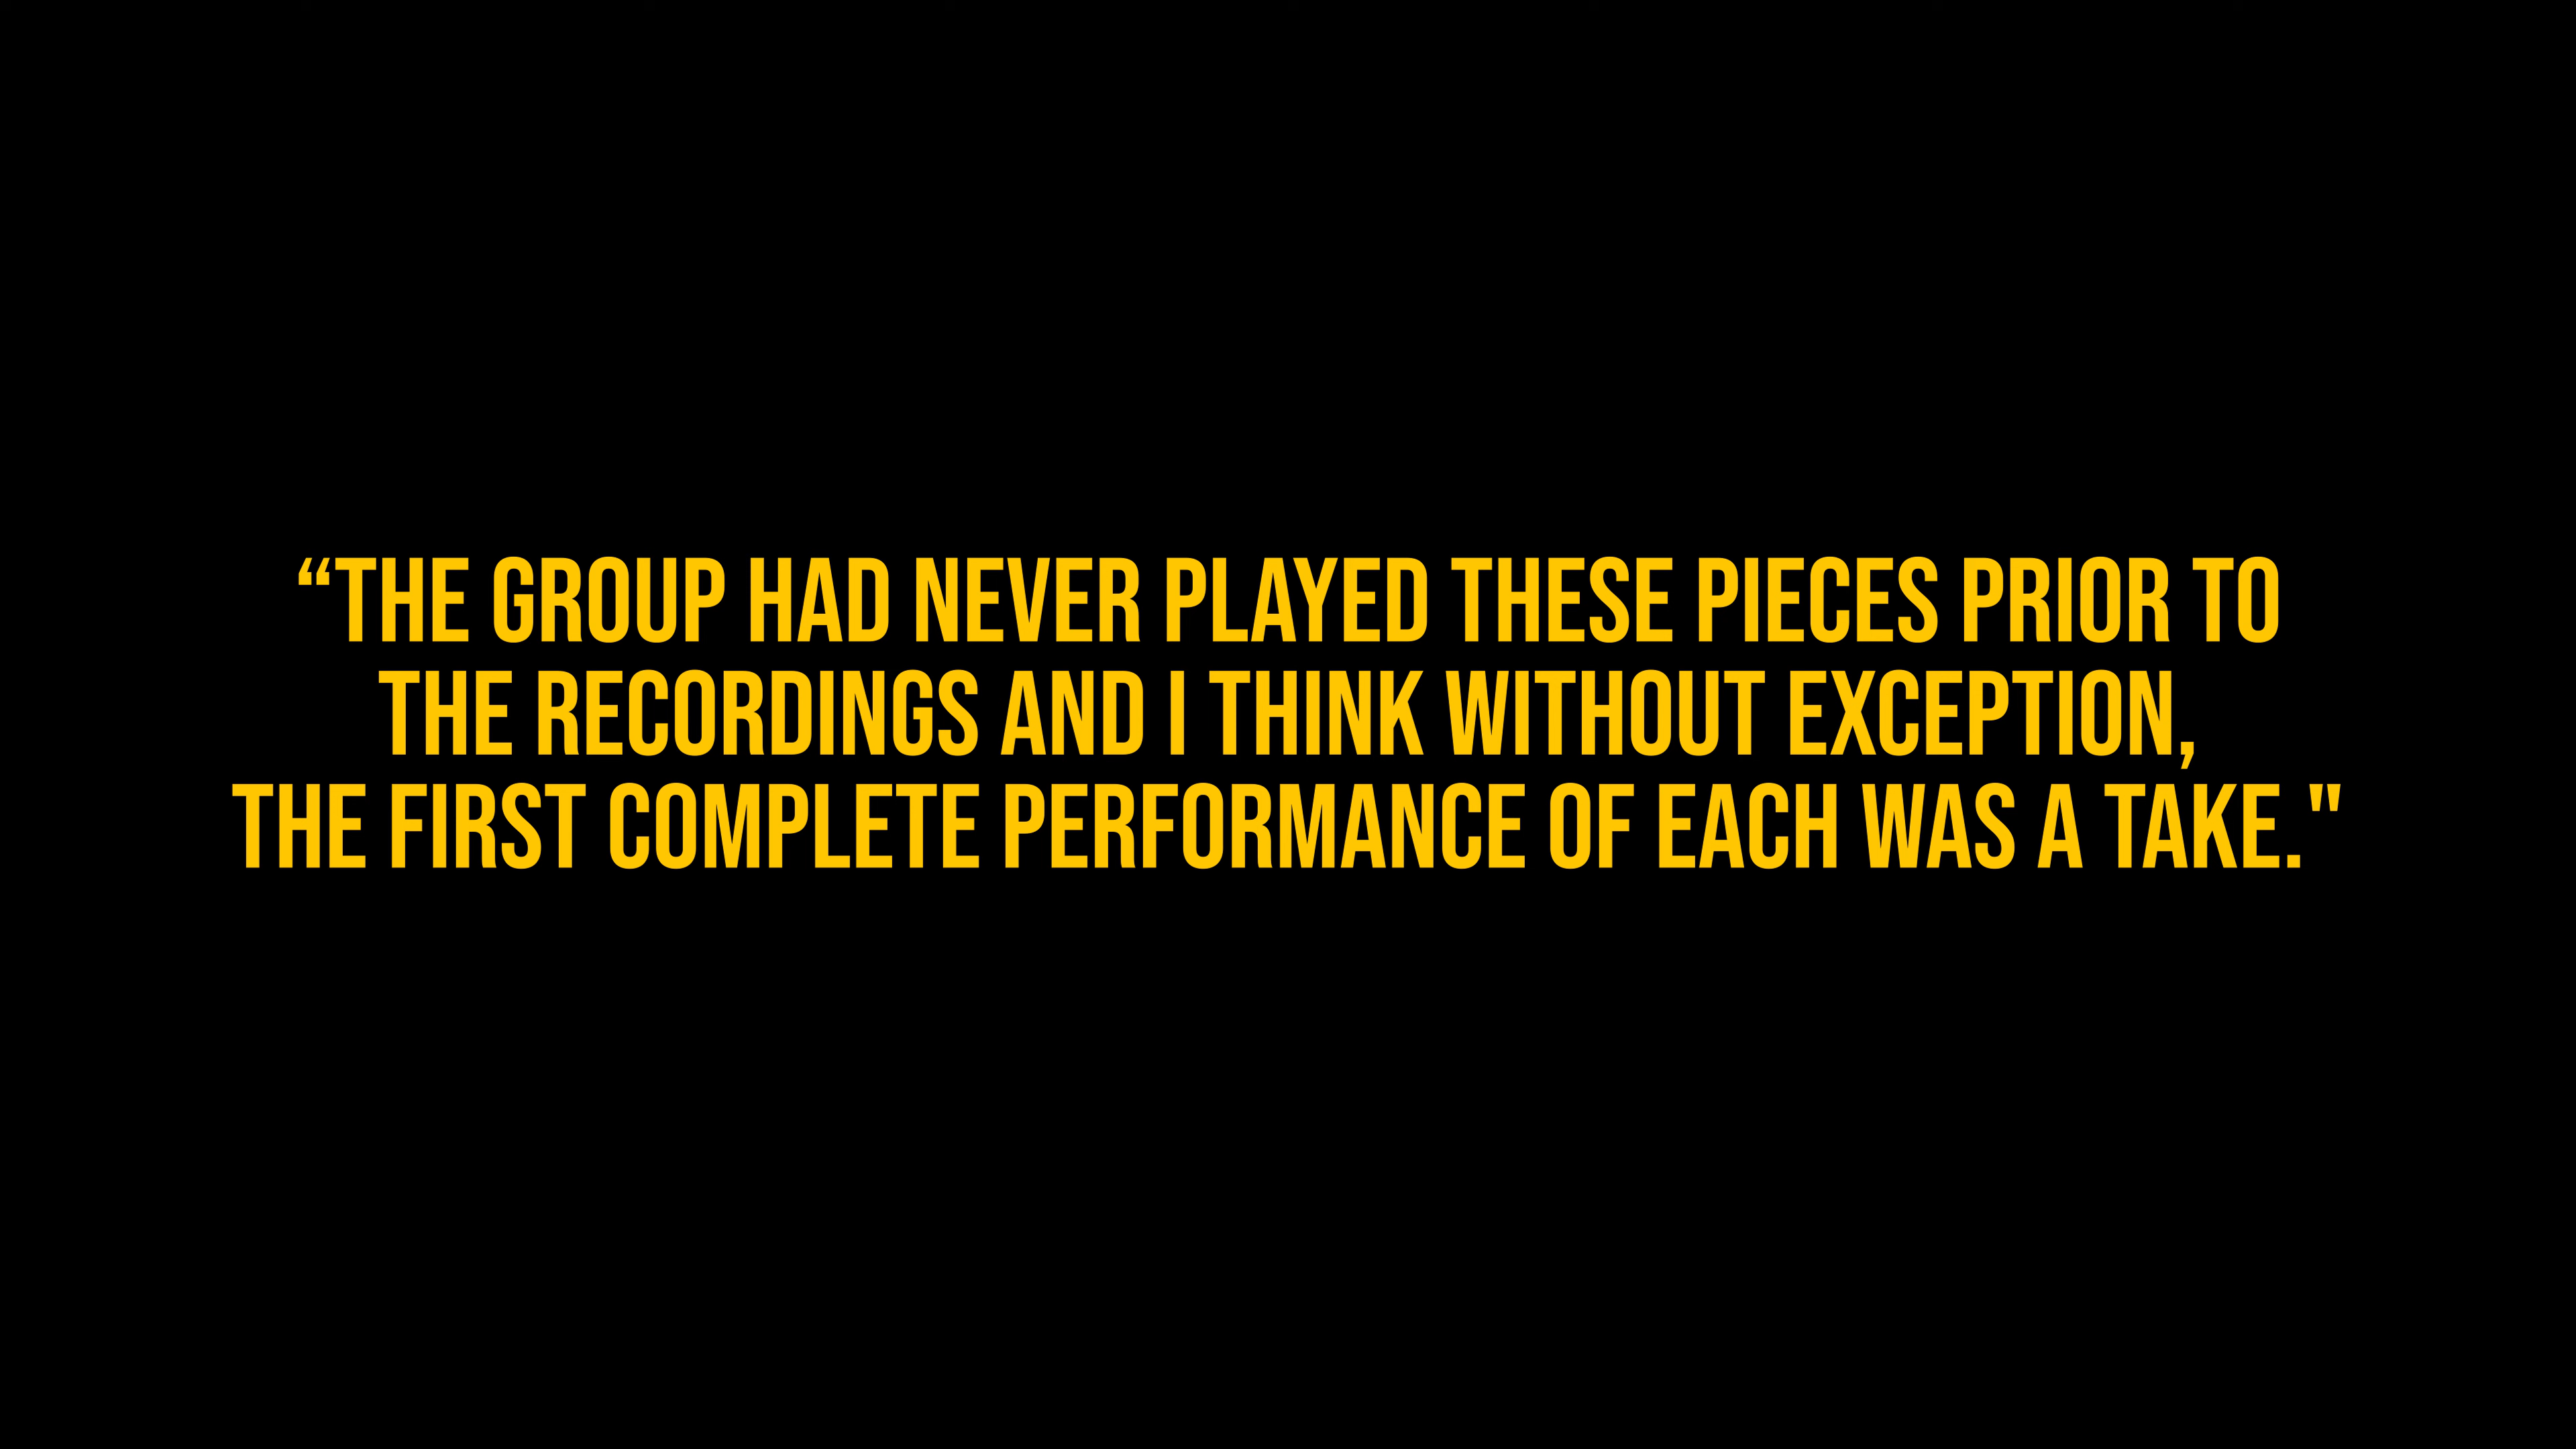 “THE GROUP HAD NEVER PLAYED THESE PIECES PRIOR TO
THE RECORDINGS AND I THINK WITHOUT EXCEPTION,
THE FIRST COMPLETE PERFORMANCE OF EACH WAS A TAKE."